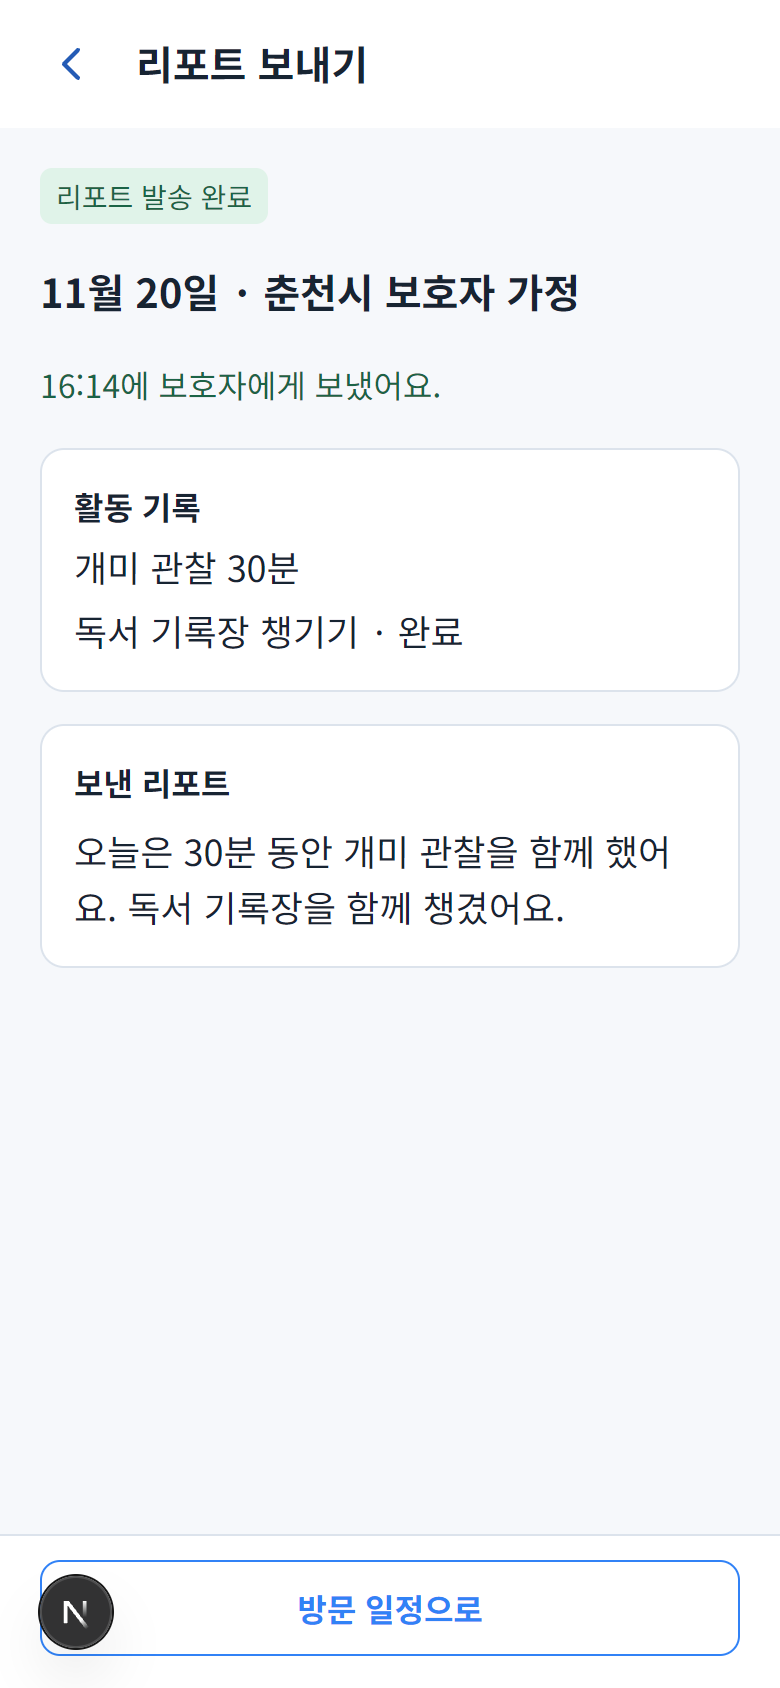 리포트 보내기
리포트 발송 완료
11월 20일 · 춘천시 보호자 가정
16:14에 보호자에게 보냈어요.
활동 기록
개미 관찰 30분
독서 기록장 챙기기 · 완료
보낸 리포트
오늘은 30분 동안 개미 관찰을 함께 했어
요. 독서 기록장을 함께 챙겼어요.
방문 일정으로
N